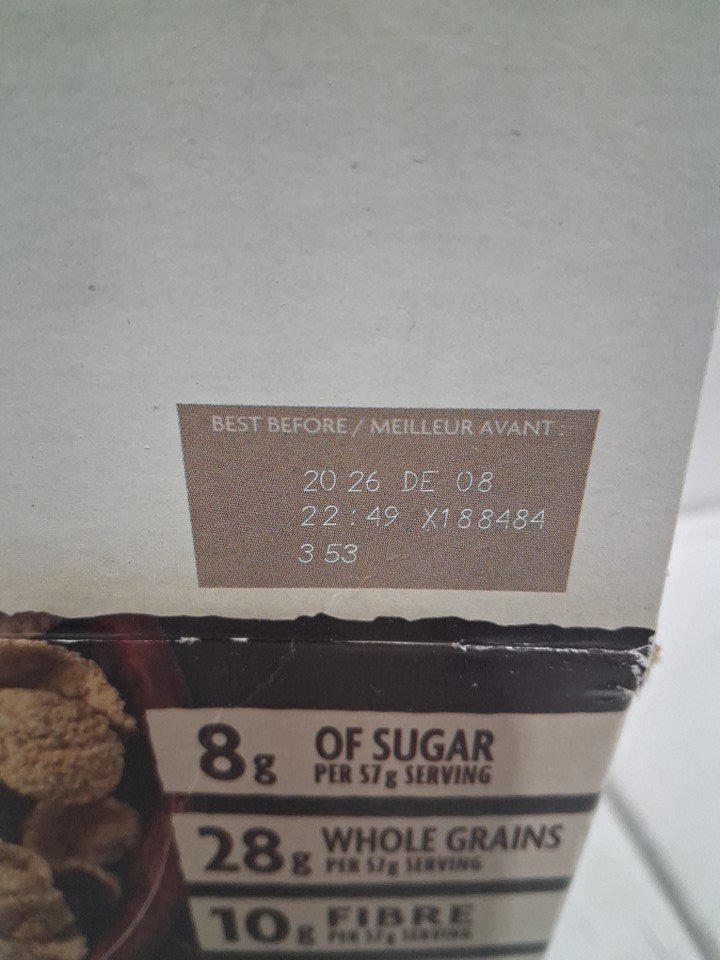 BEST BEFORE / MEILLEUR AVANT :
20 26 DE 08
22:49 X188484
3 53
8g OF SUGAR
PER 57g SERVING
28g WHOLE GRAINS
PER 57g SERVING
10g FIBRE
PER 57g SERVING